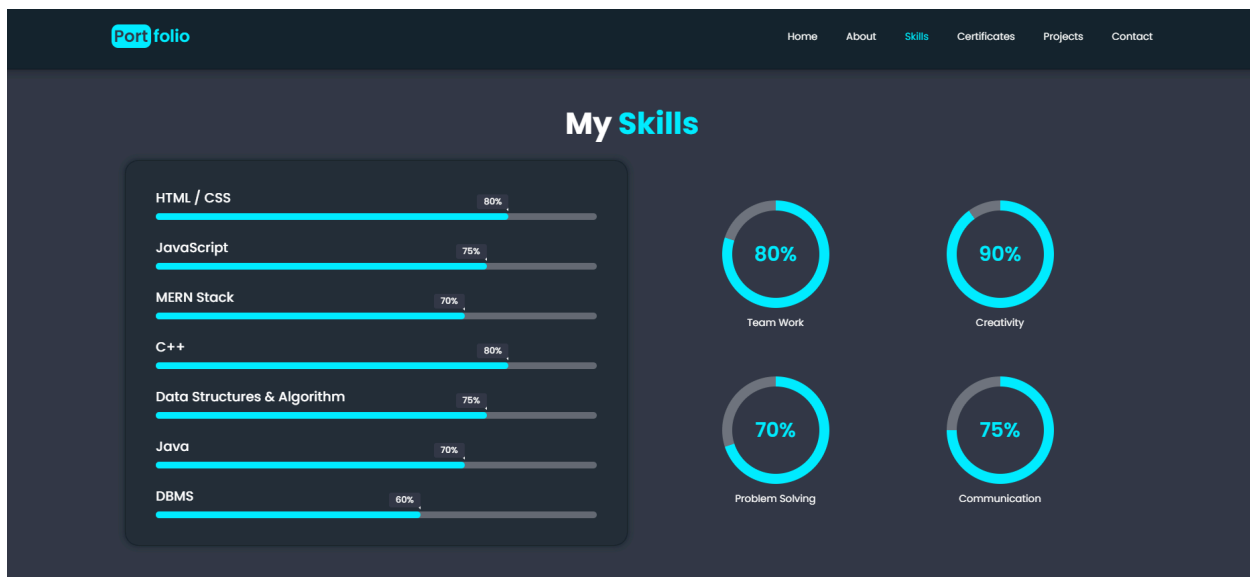 Portfolio
Home About Skills Certificates Projects Contact
My Skills
HTML / CSS 80%
JavaScript 75%
MERN Stack 70%
C++ 80%
Data Structures & Algorithm 75%
Java 70%
DBMS 60%
80% 90%
Team Work Creativity
70% 75%
Problem Solving Communication